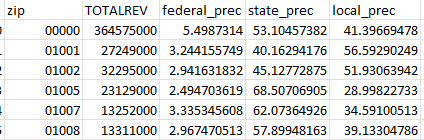 zip TOTALREV federal_prec state_prec local_prec
00000 364575000 5.4987314 53.10457382 41.39669478
01001 27249000 3.244155749 40.16294176 56.59290249
01002 32295000 2.941631832 45.12772875 51.93063942
01005 23129000 2.494703619 68.50706905 28.99822733
01007 13252000 3.335345608 62.07364926 34.59100513
01008 13311000 2.967470513 57.89948163 39.13304786